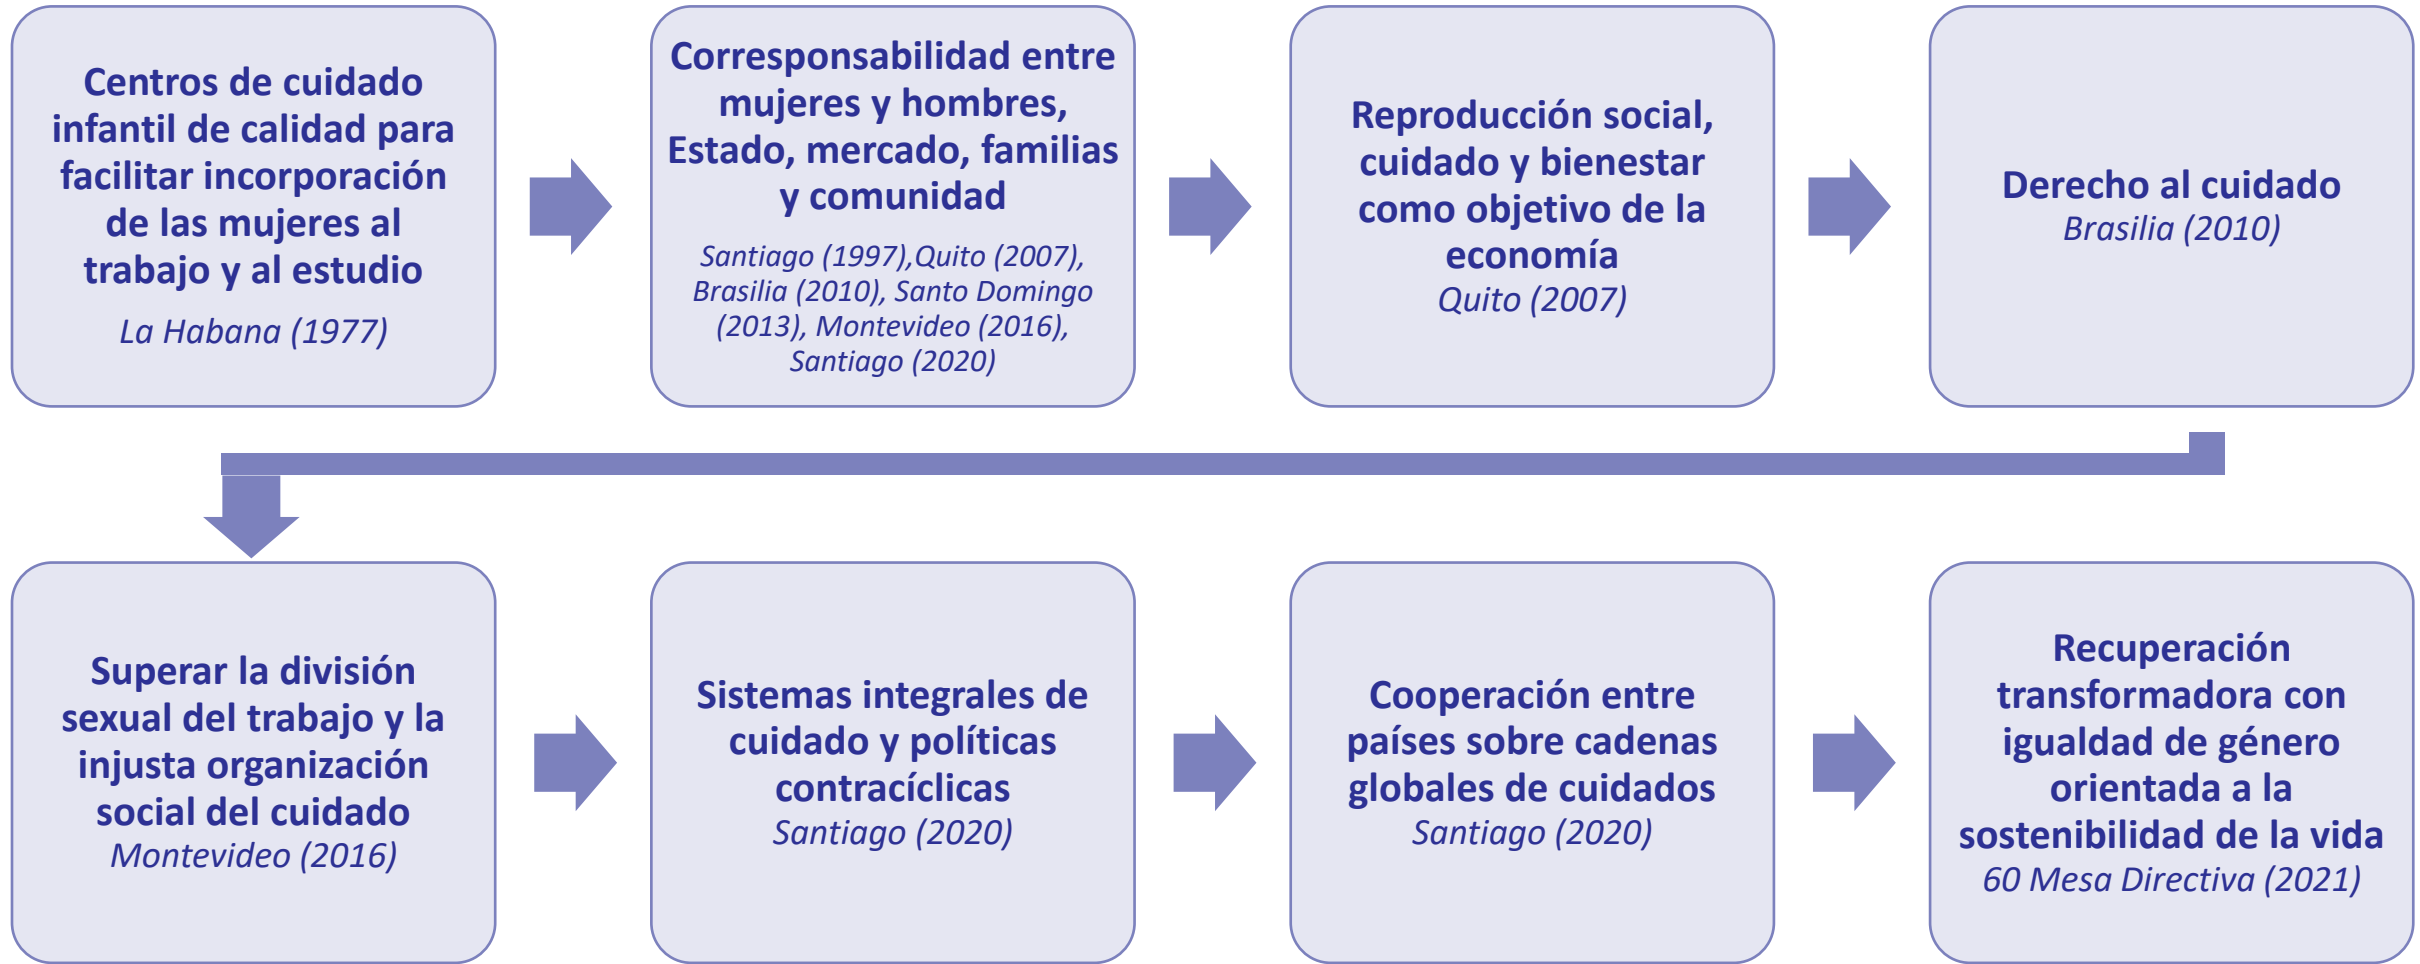 Centros de cuidado
infantil de calidad para
facilitar incorporación
de las mujeres al
trabajo y al estudio
La Habana (1977)
Corresponsabilidad entre
mujeres y hombres,
Estado, mercado, familias
y comunidad
Santiago (1997),Quito (2007),
Brasilia (2010), Santo Domingo
(2013), Montevideo (2016),
Santiago (2020)
Reproducción social,
cuidado y bienestar
como objetivo de la
economía
Quito (2007)
Derecho al cuidado
Brasilia (2010)
Superar la división
sexual del trabajo y la
injusta organización
social del cuidado
Montevideo (2016)
Sistemas integrales de
cuidado y políticas
contracíclicas
Santiago (2020)
Cooperación entre
países sobre cadenas
globales de cuidados
Santiago (2020)
Recuperación
transformadora con
igualdad de género
orientada a la
sostenibilidad de la vida
60 Mesa Directiva (2021)